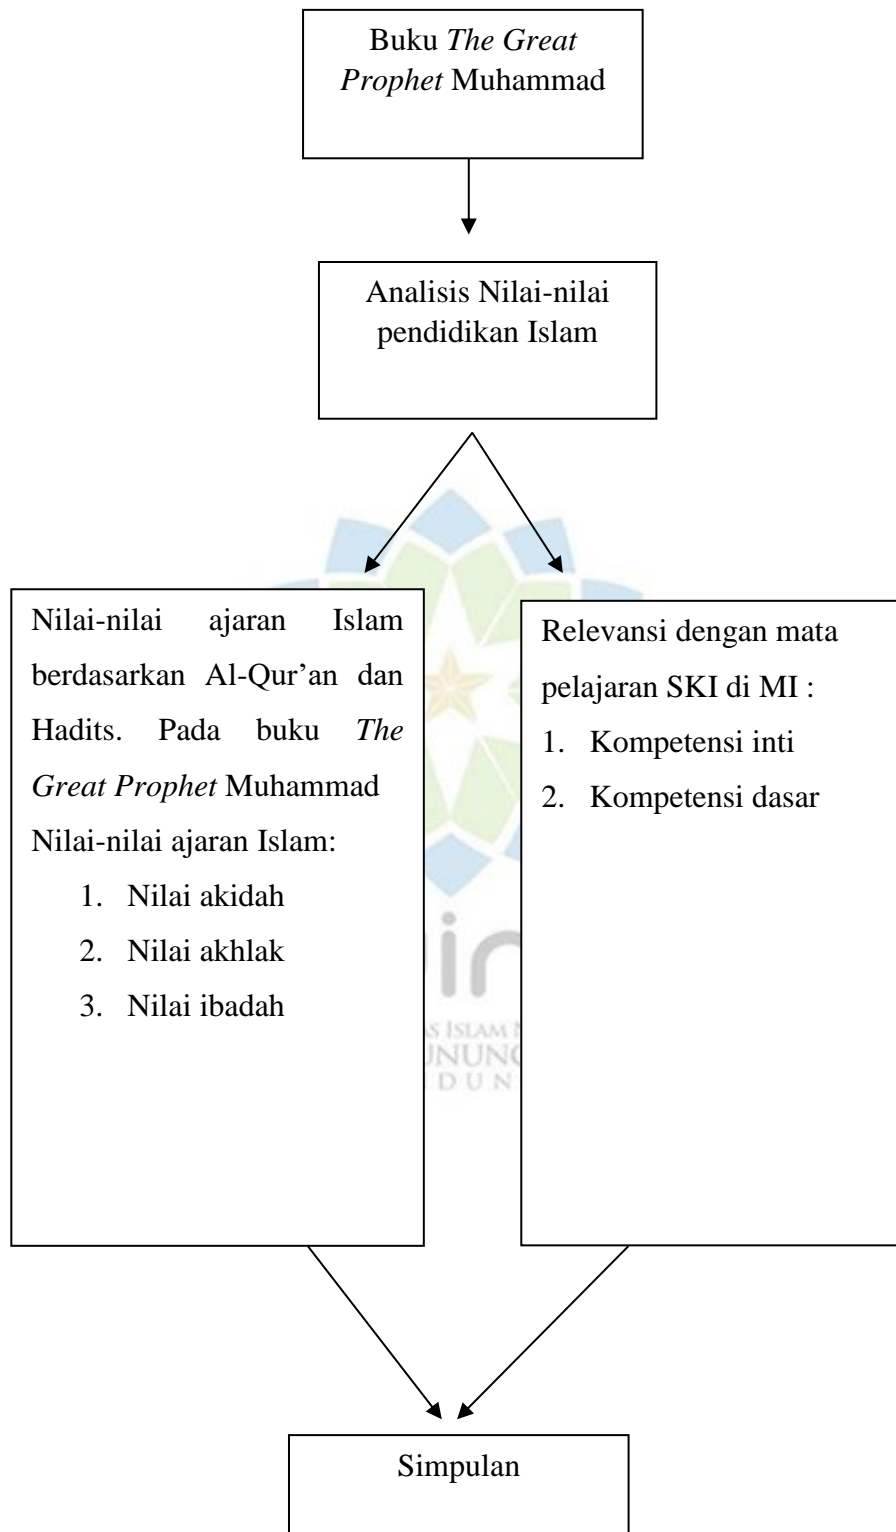 Buku The Great
Prophet Muhammad
Analisis Nilai-nilai
pendidikan Islam
Nilai-nilai ajaran Islam
berdasarkan Al-Qur’an dan
Hadits. Pada buku The
Great Prophet Muhammad
Nilai-nilai ajaran Islam:
1. Nilai akidah
2. Nilai akhlak
3. Nilai ibadah
Relevansi dengan mata
pelajaran SKI di MI :
1. Kompetensi inti
2. Kompetensi dasar
ISLAM
Simpulan